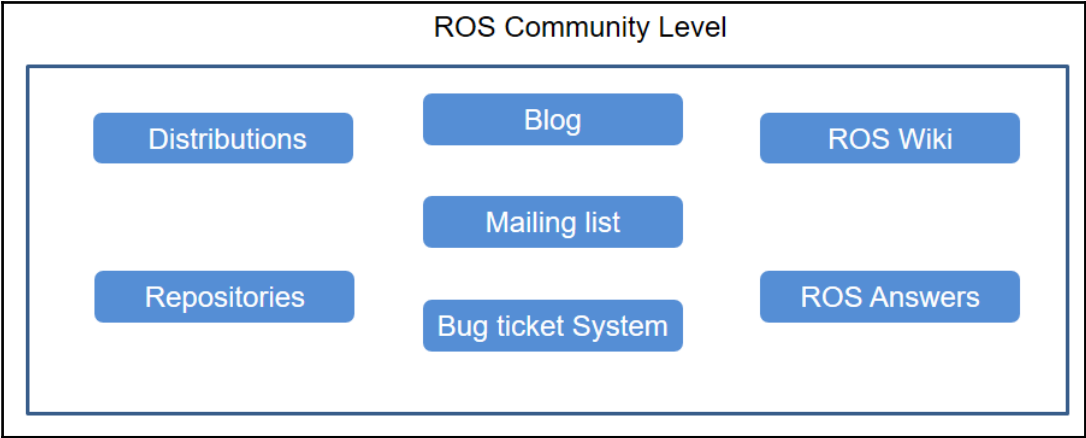 ROS Community Level
Distributions
Blog
ROS Wiki
Mailing list
Repositories
Bug ticket System
ROS Answers